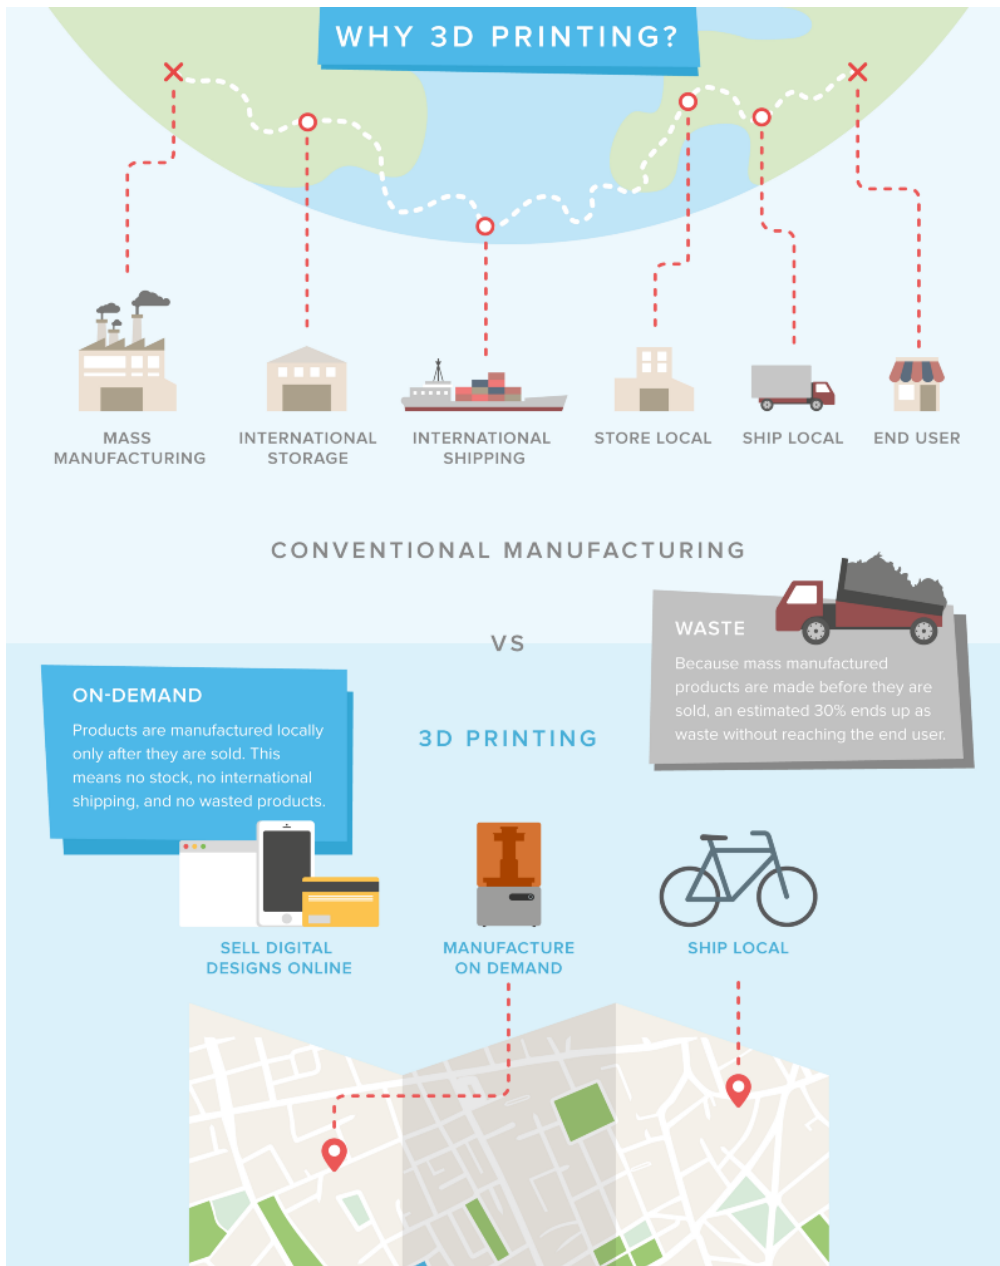 WHY 3D PRINTING?
MASS
MANUFACTURING
INTERNATIONAL
STORAGE
INTERNATIONAL
SHIPPING
STORE LOCAL
SHIP LOCAL
END USER
CONVENTIONAL MANUFACTURING
VS
WASTE
Because mass manufactured
products are made before they are
sold, an estimated 30% ends up as
waste without reaching the end user.
ON-DEMAND
Products are manufactured locally
only after they are sold. This
means no stock, no international
shipping, and no wasted products.
3D PRINTING
SELL DIGITAL
DESIGNS ONLINE
MANUFACTURE
ON DEMAND
SHIP LOCAL